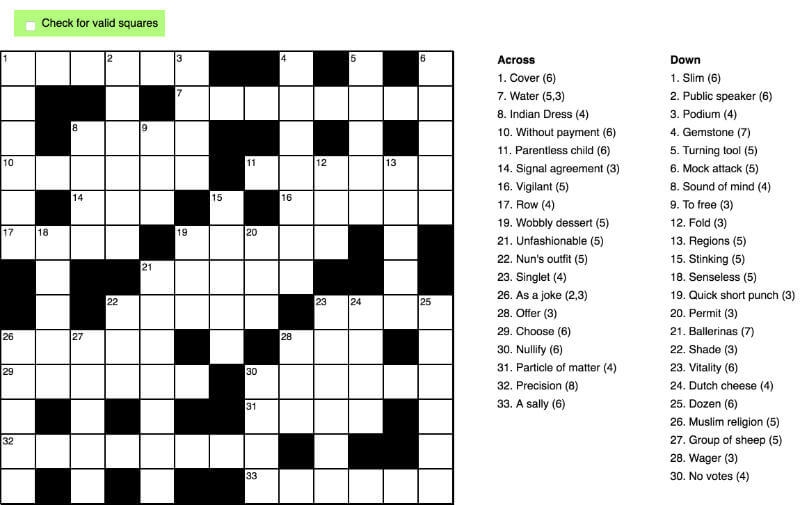 Check for valid squares
1 2 3 4 5 6
7
8 9
10 11 12 13
14 15 16
17 18 19 20
21
22 23 24 25
26 27 28
29 30
31
32
33
Across
1. Cover (6)
7. Water (5,3)
8. Indian Dress (4)
10. Without payment (6)
11. Parentless child (6)
14. Signal agreement (3)
16. Vigilant (5)
17. Row (4)
19. Wobbly dessert (5)
21. Unfashionable (5)
22. Nun's outfit (5)
23. Singlet (4)
26. As a joke (2,3)
28. Offer (3)
29. Choose (6)
30. Nullify (6)
31. Particle of matter (4)
32. Precision (8)
33. A sally (6)
Down
1. Slim (6)
2. Public speaker (6)
3. Podium (4)
4. Gemstone (7)
5. Turning tool (5)
6. Mock attack (5)
8. Sound of mind (4)
9. To free (3)
12. Fold (3)
13. Regions (5)
15. Stinking (5)
18. Senseless (5)
19. Quick short punch (3)
20. Permit (3)
21. Ballerinas (7)
22. Shade (3)
23. Vitality (6)
24. Dutch cheese (4)
25. Dozen (6)
26. Muslim religion (5)
27. Group of sheep (5)
28. Wager (3)
30. No votes (4)